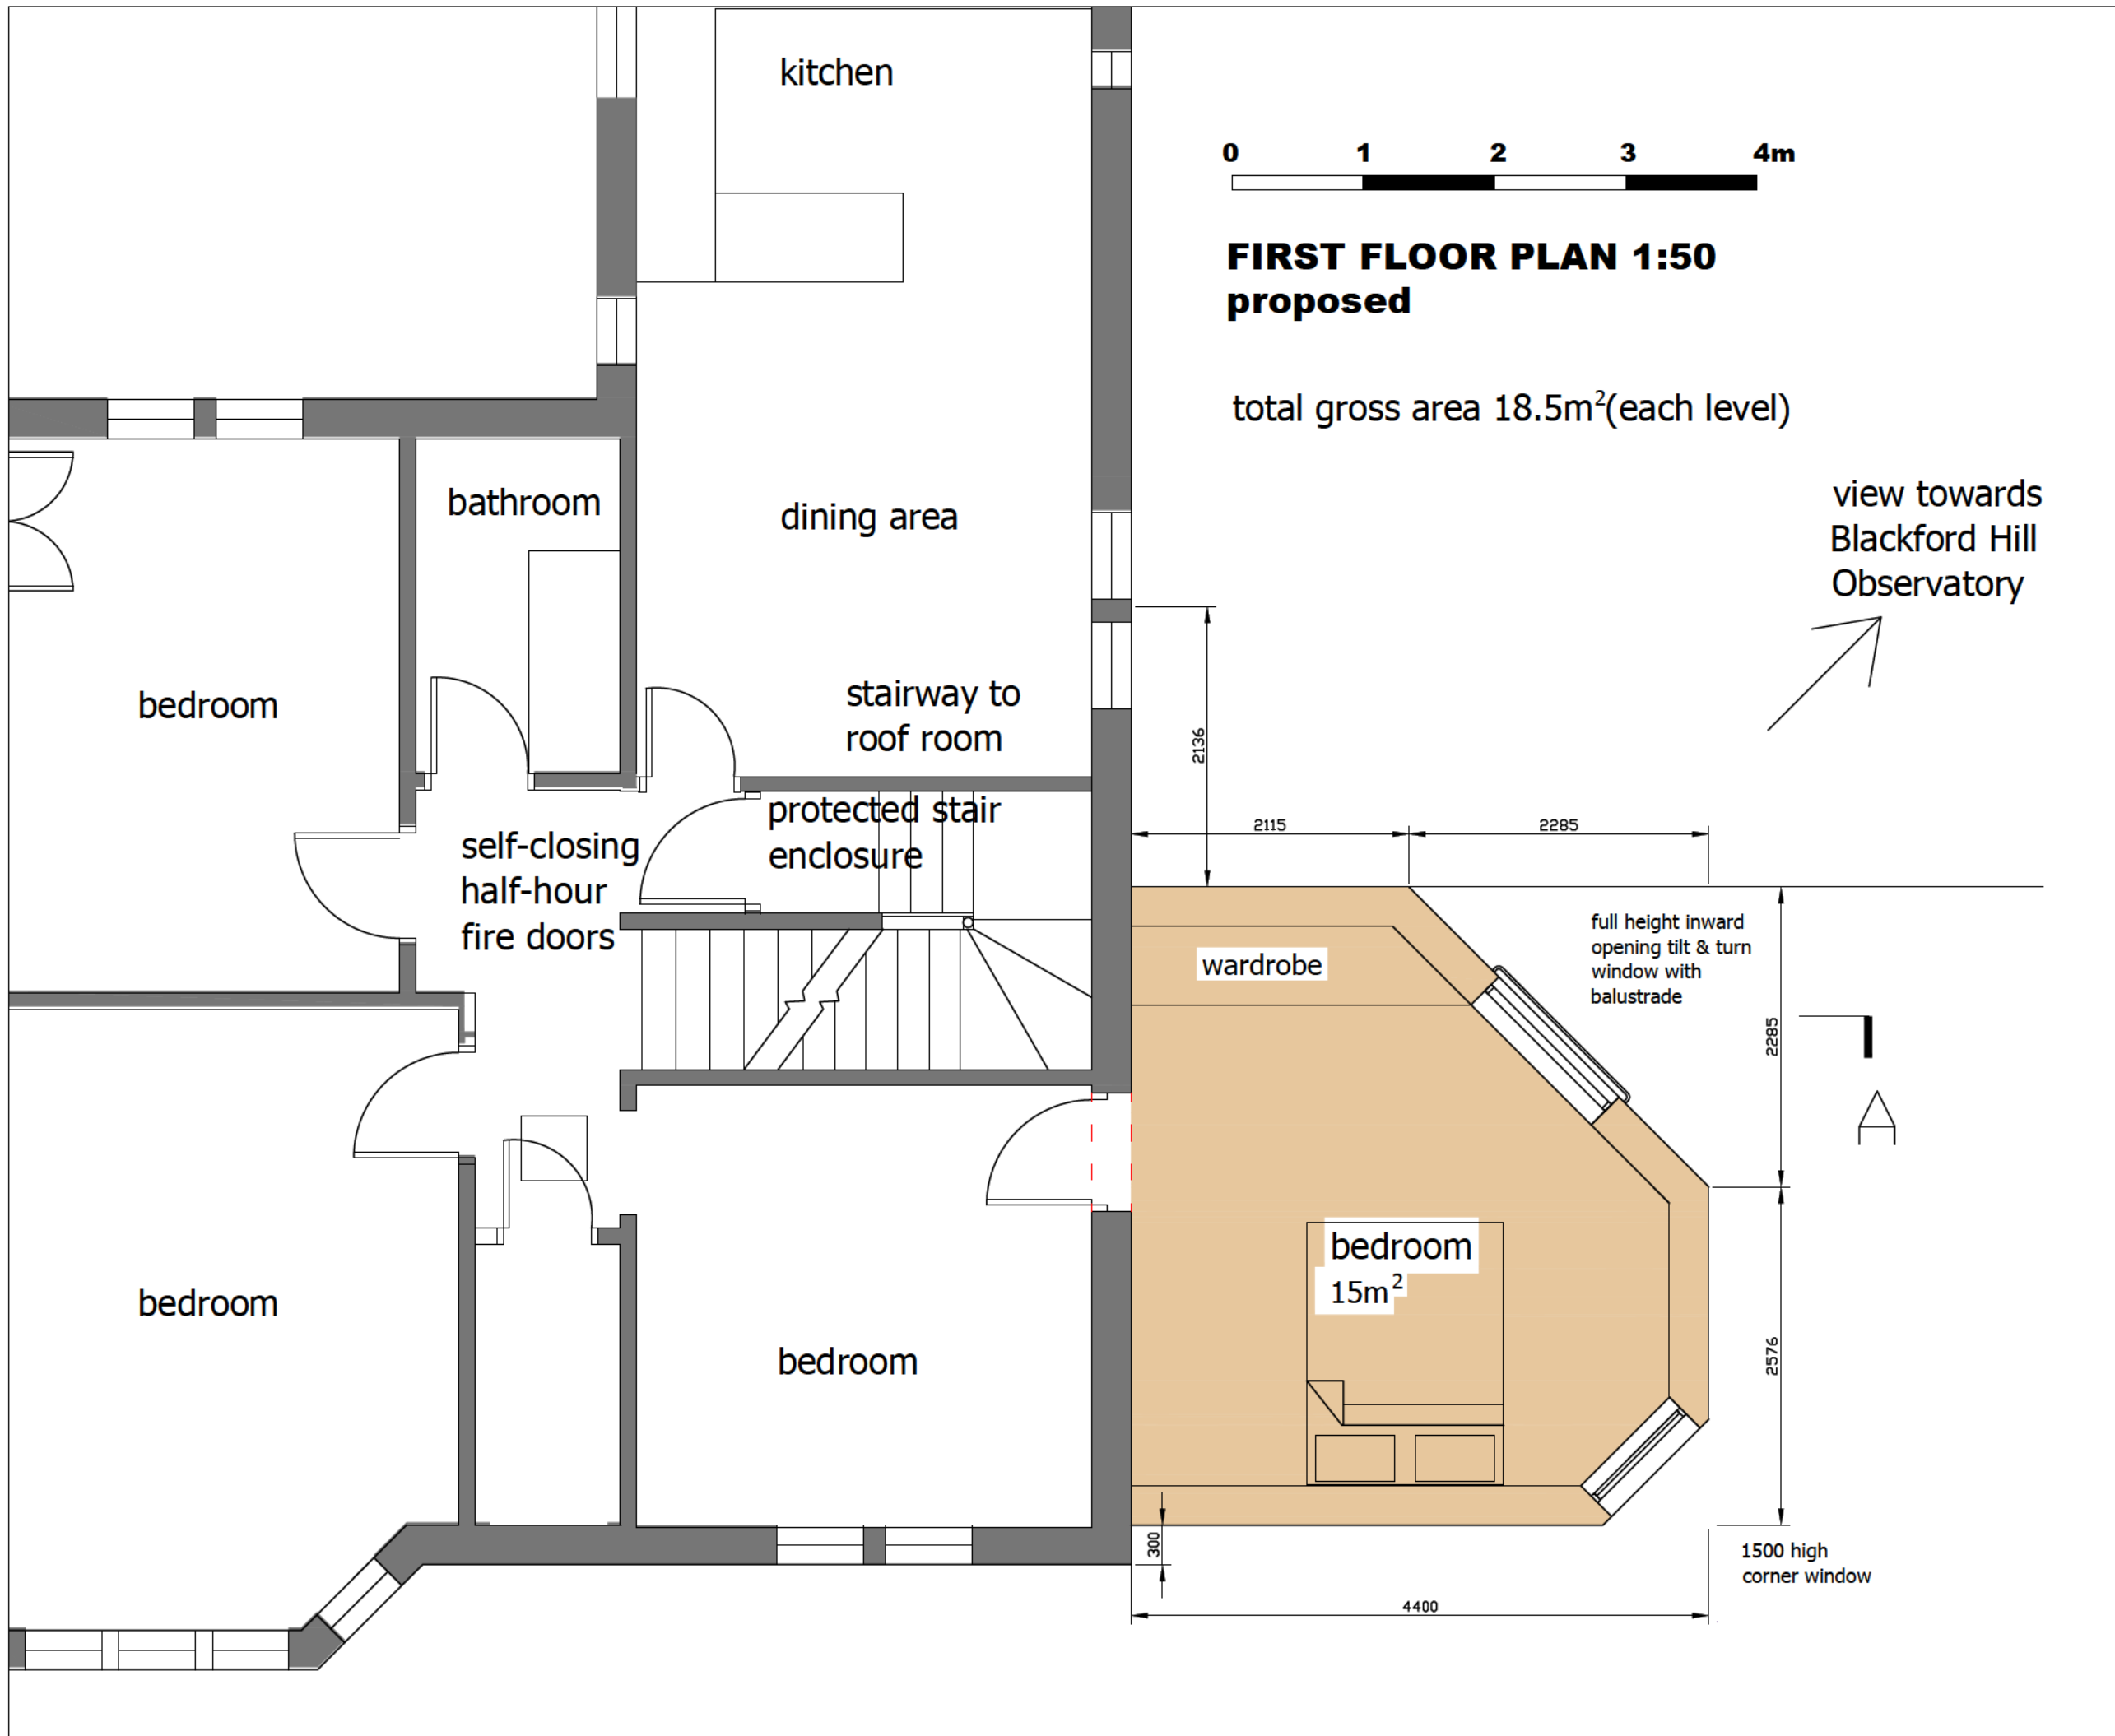 kitchen
0 1 2 3 4m
FIRST FLOOR PLAN 1:50
proposed
total gross area 18.5m²(each level)
view towards
Blackford Hill
Observatory
bathroom
dining area
bedroom
stairway to
roof room
2136
protected stair
enclosure
self-closing
half-hour
fire doors
2115
2285
wardrobe
full height inward
opening tilt & turn
window with
balustrade
2285
bedroom
15m²
bedroom
bedroom
2576
300
1500 high
corner window
4400